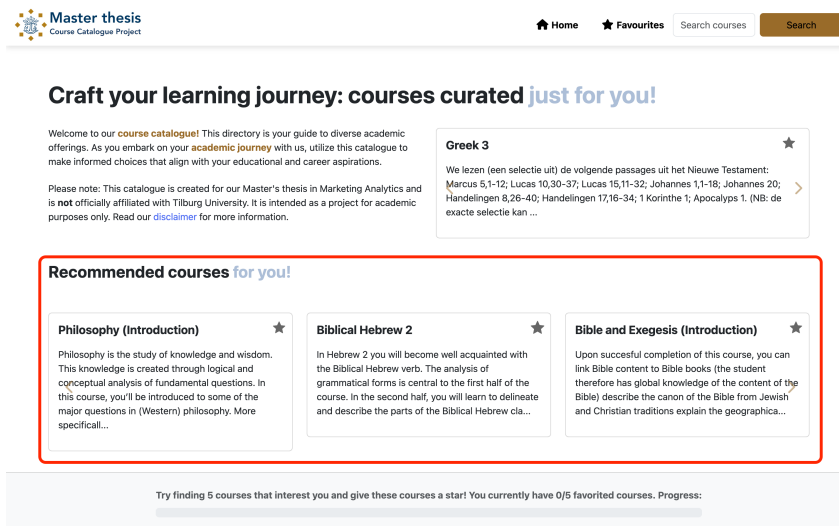 Master thesis
Course Catalogue Project
Home
Favourites
Search courses
Search
Craft your learning journey: courses curated just for you!
Welcome to our course catalogue! This directory is your guide to diverse academic
offerings. As you embark on your academic journey with us, utilize this catalogue to
make informed choices that align with your educational and career aspirations.
Please note: This catalogue is created for our Master's thesis in Marketing Analytics and
is not officially affiliated with Tilburg University. It is intended as a project for academic
purposes only. Read our disclaimer for more information.
Greek 3
We lezen (een selectie uit) de volgende passages uit het Nieuwe Testament:
Marcus 5,1-12; Lucas 10,30-37; Lucas 15,11-32; Johannes 1,1-18; Johannes 20;
Handelingen 8,26-40; Handelingen 17,16-34; 1 Korinthe 1; Apocalyps 1. (NB: de
exacte selectie kan ...
Recommended courses for you!
Philosophy (Introduction)
Philosophy is the study of knowledge and wisdom.
This knowledge is created through logical and
conceptual analysis of fundamental questions. In
this course, you'll be introduced to some of the
major questions in (Western) philosophy. More
specificall...
Biblical Hebrew 2
In Hebrew 2 you will become well acquainted with
the Biblical Hebrew verb. The analysis of
grammatical forms is central to the first half of the
course. In the second half, you will learn to delineate
and describe the parts of the Biblical Hebrew cla...
Bible and Exegesis (Introduction)
Upon succesful completion of this course, you can
link Bible content to Bible books (the student
therefore has global knowledge of the content of the
Bible) describe the canon of the Bible from Jewish
and Christian traditions explain the geographica...
Try finding 5 courses that interest you and give these courses a star! You currently have 0/5 favorited courses. Progress: